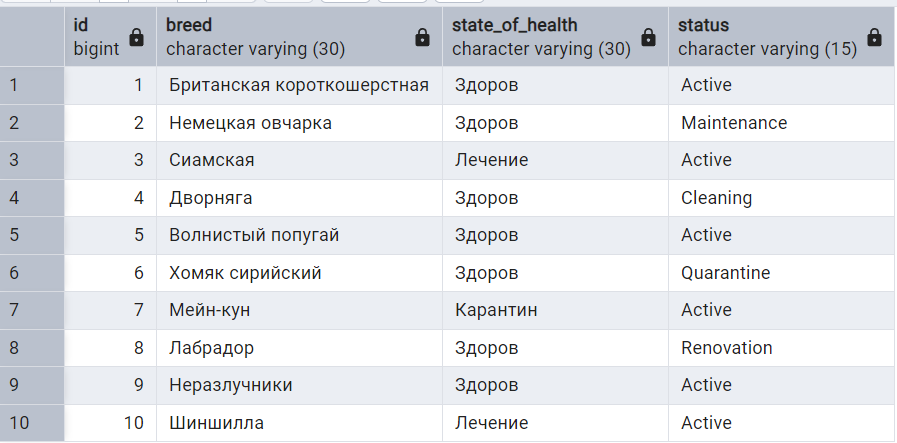 id breed state_of_health status
bigint character varying (30) character varying (30) character varying (15)
1 1 Британская короткошерстная Здоров Active
2 2 Немецкая овчарка Здоров Maintenance
3 3 Сиамская Лечение Active
4 4 Дворняга Здоров Cleaning
5 5 Волнистый попугай Здоров Active
6 6 Хомяк сирийский Здоров Quarantine
7 7 Мейн-кун Карантин Active
8 8 Лабрадор Здоров Renovation
9 9 Неразлучники Здоров Active
10 10 Шиншилла Лечение Active